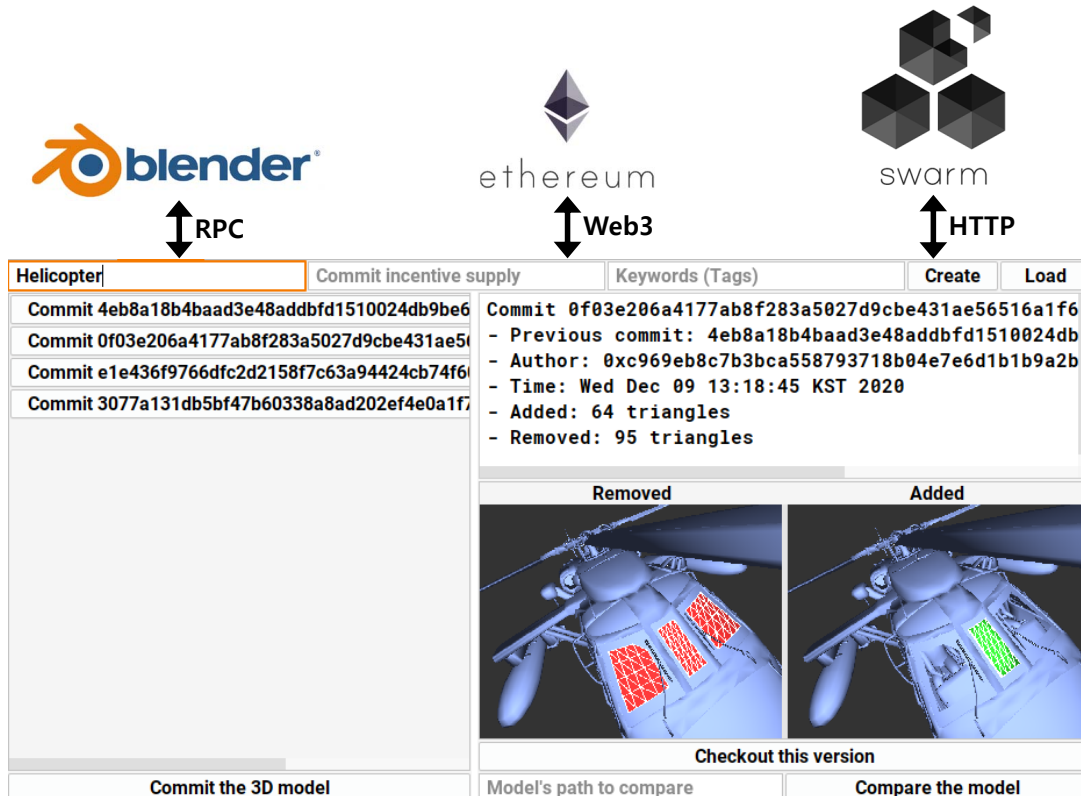 blender®
ethereum
swarm
RPC
Web3
HTTP
Helicopter
Commit incentive supply
Keywords (Tags)
Create
Load
Commit 4eb8a18b4baad3e48addbfd1510024db9be6
Commit 0f03e206a4177ab8f283a5027d9cbe431ae5
Commit e1e436f9766dfc2d2158f7c63a94424cb74f6
Commit 3077a131db5bf47b60338a8ad202ef4e0a1f7
Commit 0f03e206a4177ab8f283a5027d9cbe431ae56516a1f6
- Previous commit: 4eb8a18b4baad3e48addbfd1510024db
- Author: 0xc969eb8c7b3bca558793718b04e7e6d1b1b9a2b
- Time: Wed Dec 09 13:18:45 KST 2020
- Added: 64 triangles
- Removed: 95 triangles
Removed
Added
Checkout this version
Commit the 3D model
Model's path to compare
Compare the model